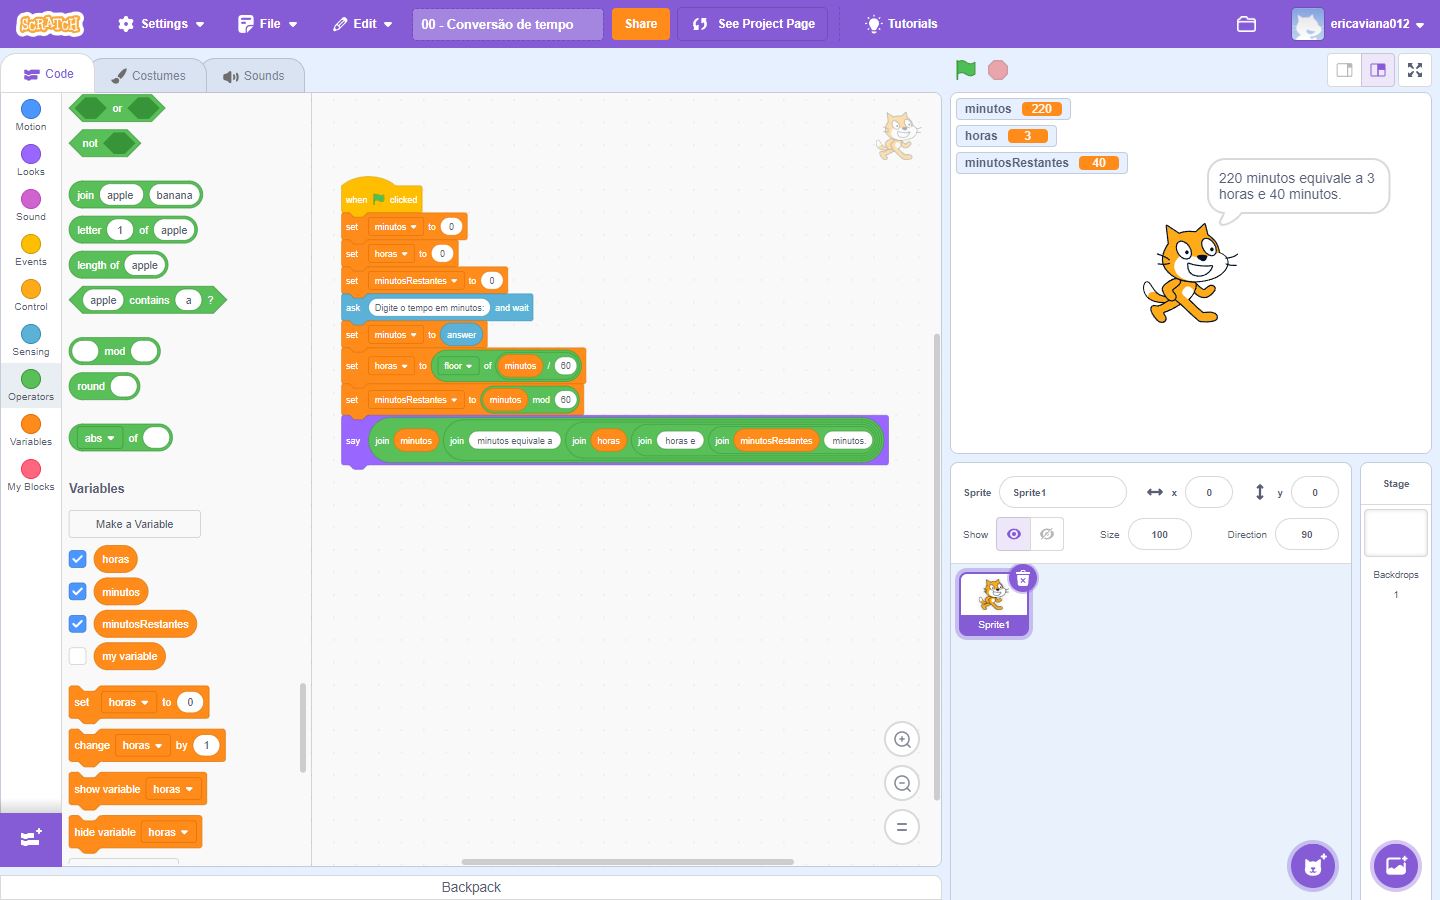 SCRATCH
Settings
File
Edit
00 - Conversão de tempo
Share
See Project Page
Tutorials
ericaviana012
Code
Costumes
Sounds
Motion
Looks
Sound
Events
Control
Sensing
Operators
Variables
My Blocks
or
not
join apple banana
letter 1 of apple
length of apple
apple contains a ?
mod
round
abs of
Variables
Make a Variable
horas
minutos
minutosRestantes
my variable
set horas to 0
change horas by 1
show variable horas
hide variable horas
when clicked
set minutos to 0
set horas to 0
set minutosRestantes to 0
ask Digite o tempo em minutos: and wait
set minutos to answer
set horas to floor of minutos / 60
set minutosRestantes to minutos mod 60
say join minutos join minutos equivale a join horas join horas e join minutosRestantes minutos.
minutos 220
horas 3
minutosRestantes 40
220 minutos equivale a 3
horas e 40 minutos.
Sprite Sprite1 x 0 y 0
Show Size 100 Direction 90
Sprite1
Stage
Backdrops
1
Backpack